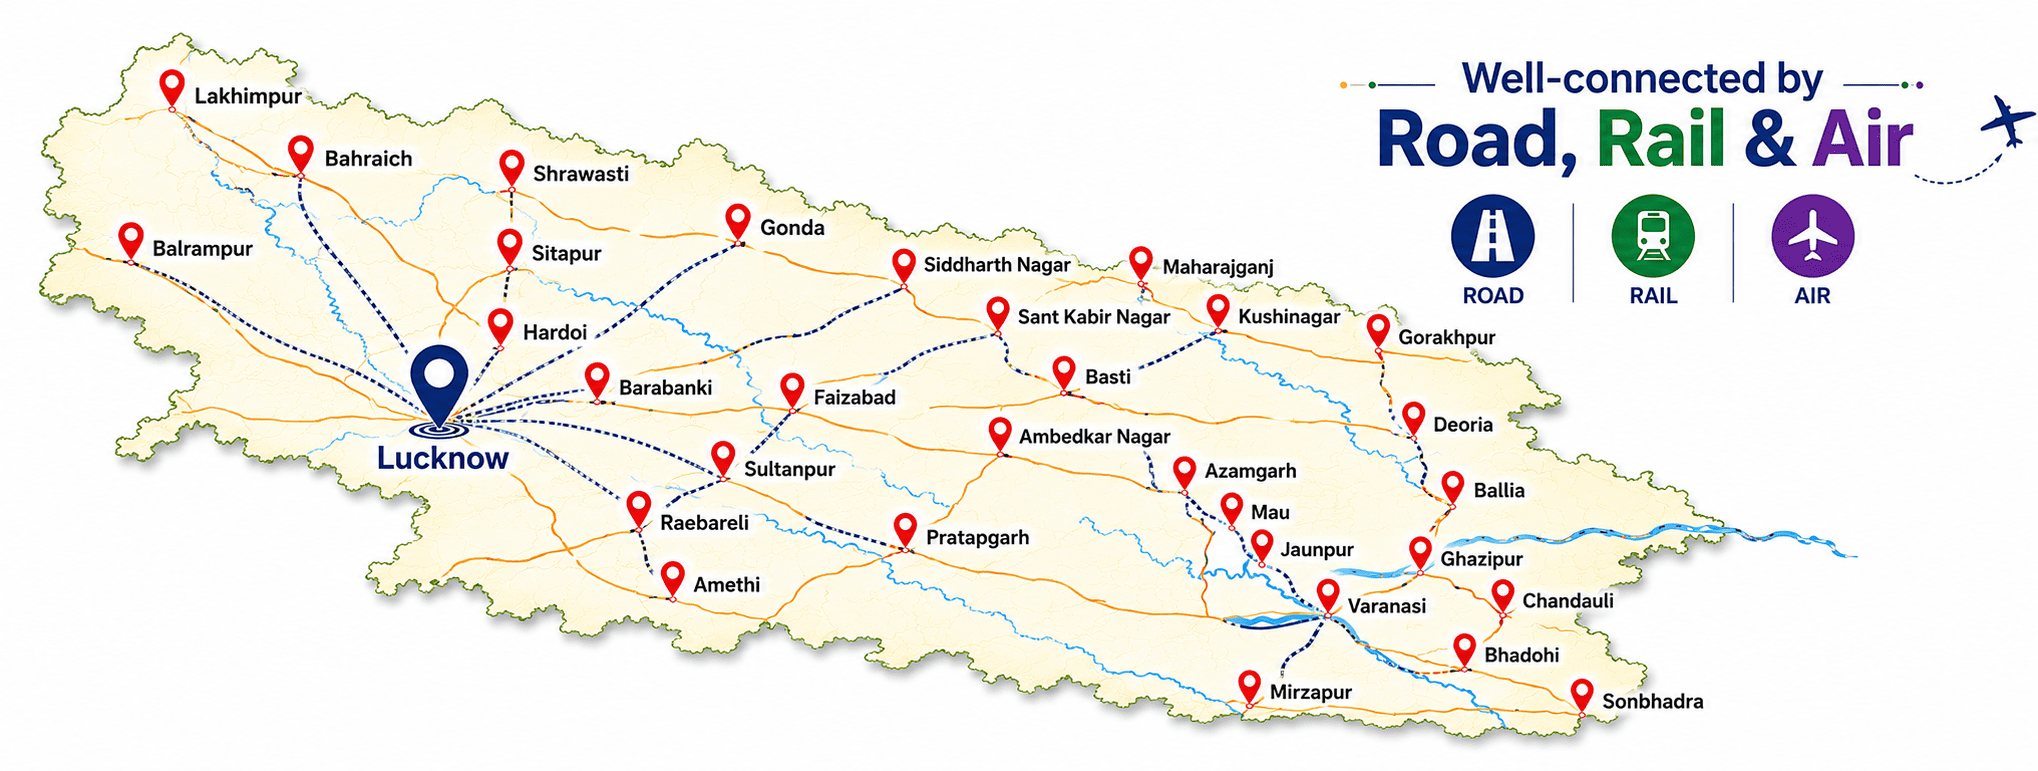 Well-connected by
Road, Rail & Air
ROAD
RAIL
AIR
Lakhimpur
Bahraich
Shrawasti
Balrampur
Sitapur
Gonda
Siddharth Nagar
Maharajganj
Hardoi
Sant Kabir Nagar
Kushinagar
Gorakhpur
Barabanki
Faizabad
Basti
Deoria
Lucknow
Sultanpur
Ambedkar Nagar
Azamgarh
Ballia
Raebareli
Pratapgarh
Mau
Jaunpur
Ghazipur
Amethi
Varanasi
Chandauli
Bhadohi
Mirzapur
Sonbhadra